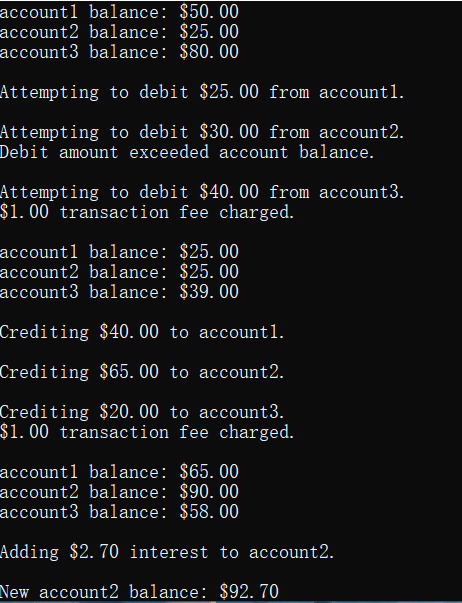 account1 balance: $50.00
account2 balance: $25.00
account3 balance: $80.00
Attempting to debit $25.00 from account1.
Attempting to debit $30.00 from account2.
Debit amount exceeded account balance.
Attempting to debit $40.00 from account3.
$1.00 transaction fee charged.
account1 balance: $25.00
account2 balance: $25.00
account3 balance: $39.00
Crediting $40.00 to account1.
Crediting $65.00 to account2.
Crediting $20.00 to account3.
$1.00 transaction fee charged.
account1 balance: $65.00
account2 balance: $90.00
account3 balance: $58.00
Adding $2.70 interest to account2.
New account2 balance: $92.70